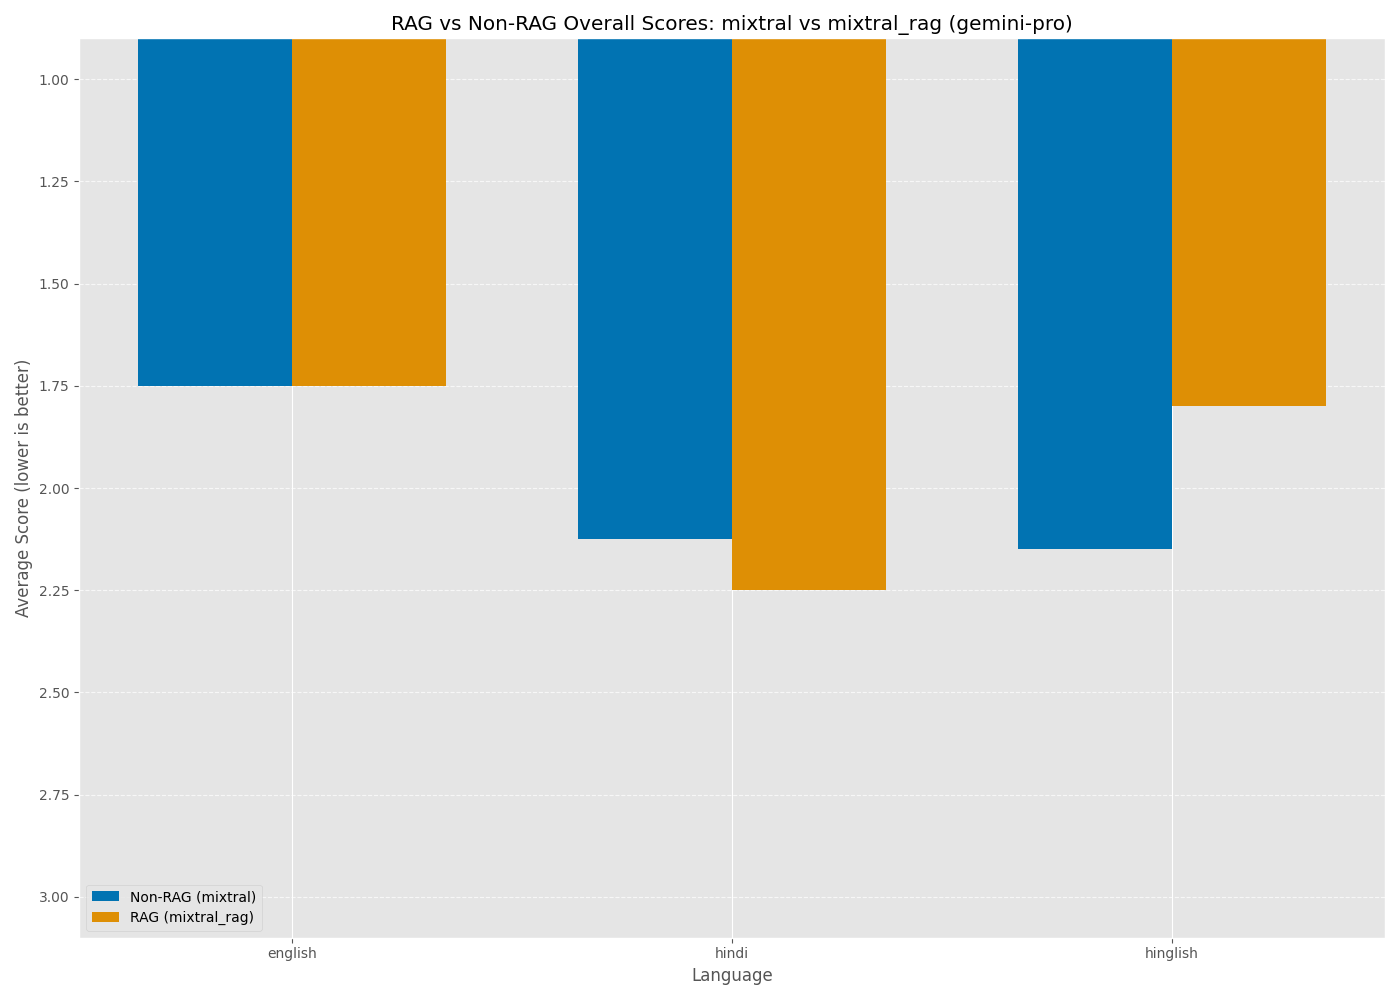 RAG vs Non-RAG Overall Scores: mixtral vs mixtral_rag (gemini-pro)
Average Score (lower is better)
1.00
1.25
1.50
1.75
2.00
2.25
2.50
2.75
3.00
Non-RAG (mixtral)
RAG (mixtral_rag)
english
hindi
hinglish
Language